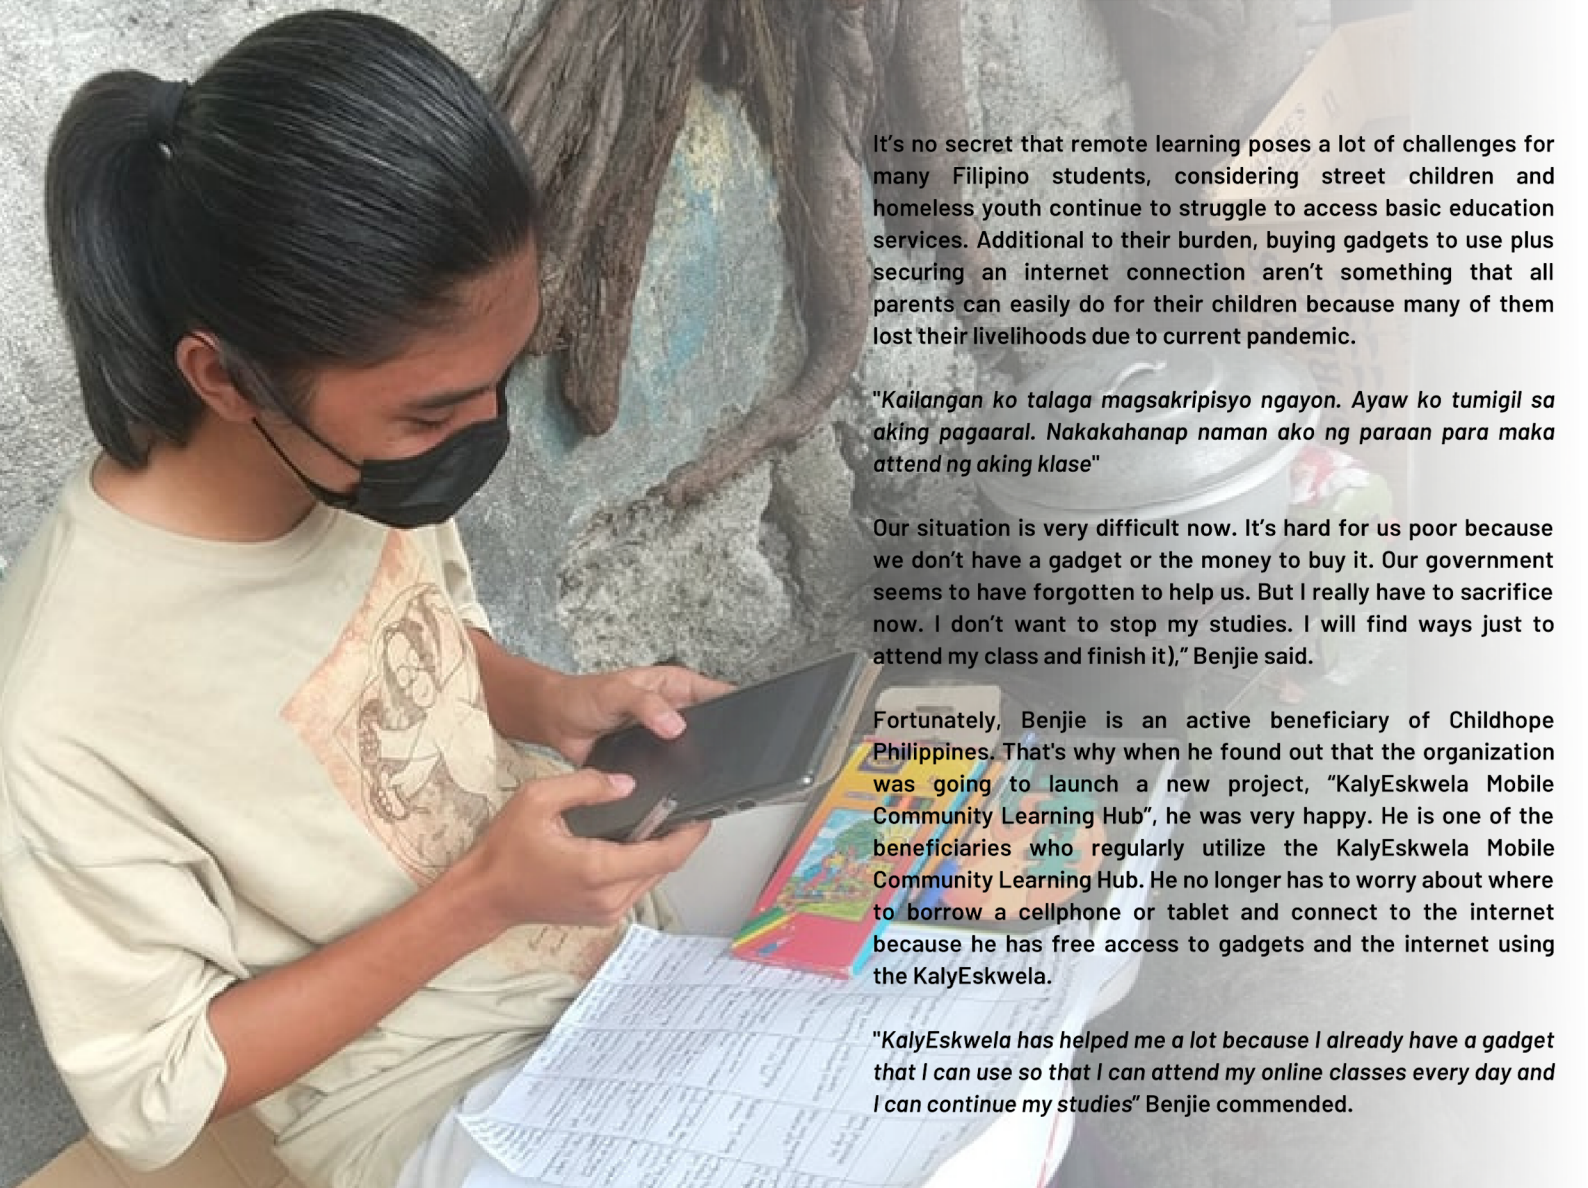 It’s no secret that remote learning poses a lot of challenges for
many Filipino students, considering street children and
homeless youth continue to struggle to access basic education
services. Additional to their burden, buying gadgets to use plus
securing an internet connection aren’t something that all
parents can easily do for their children because many of them
lost their livelihoods due to current pandemic.
"Kailangan ko talaga magsakripisyo ngayon. Ayaw ko tumigil sa
aking pagaaral. Nakakahanap naman ako ng paraan para maka
attend ng aking klase"
Our situation is very difficult now. It’s hard for us poor because
we don’t have a gadget or the money to buy it. Our government
seems to have forgotten to help us. But I really have to sacrifice
now. I don’t want to stop my studies. I will find ways just to
attend my class and finish it),” Benjie said.
Fortunately, Benjie is an active beneficiary of Childhope
Philippines. That's why when he found out that the organization
was going to launch a new project, “KalyEskwela Mobile
Community Learning Hub”, he was very happy. He is one of the
beneficiaries who regularly utilize the KalyEskwela Mobile
Community Learning Hub. He no longer has to worry about where
to borrow a cellphone or tablet and connect to the internet
because he has free access to gadgets and the internet using
the KalyEskwela.
"KalyEskwela has helped me a lot because I already have a gadget
that I can use so that I can attend my online classes every day and
I can continue my studies” Benjie commended.